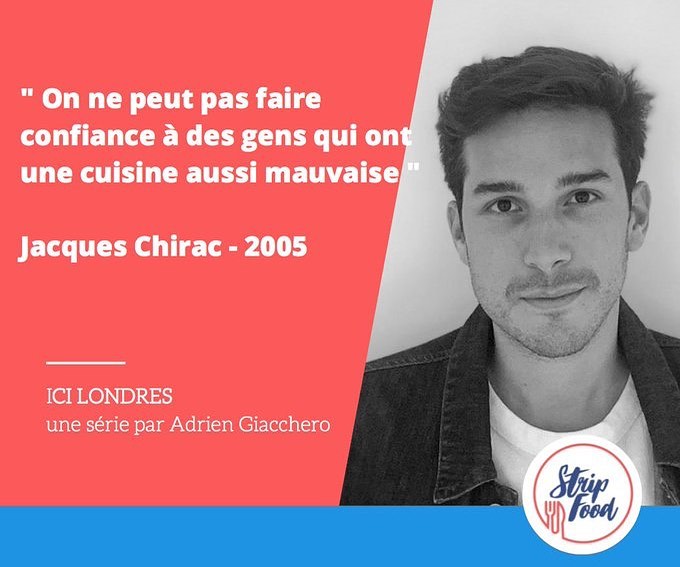 " On ne peut pas faire
confiance à des gens qui ont
une cuisine aussi mauvaise "
Jacques Chirac - 2005
ICI LONDRES
une série par Adrien Giacchero
Strip
Food